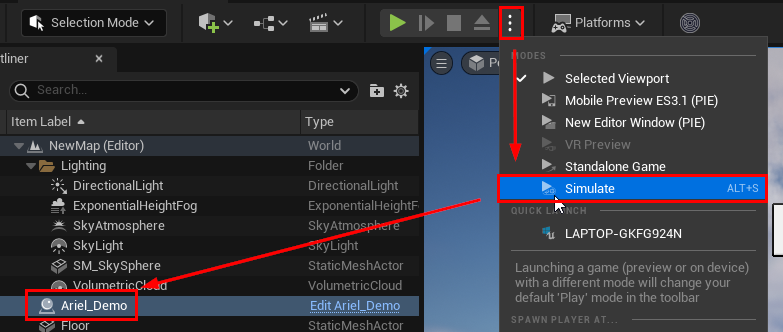 Selection Mode
Platforms
tliner
Search...
Item Label
Type
NewMap (Editor)
World
Lighting
Folder
DirectionalLight
DirectionalLight
ExponentialHeightFog
ExponentialHeightF
SkyAtmosphere
SkyAtmosphere
SkyLight
SkyLight
SM_SkySphere
StaticMeshActor
VolumetricCloud
VolumetricCloud
Ariel_Demo
Edit Ariel_Demo
Floor
StaticMeshActor
Pe
MODES
Selected Viewport
Mobile Preview ES3.1 (PIE)
New Editor Window (PIE)
VR Preview
Standalone Game
Simulate
ALT+S
QUICK LAUNCH
LAPTOP-GKFG924N
Launching a game (preview or on device)
with a different mode will change your
default 'Play' mode in the toolbar
SPAWN PLAYER AT...